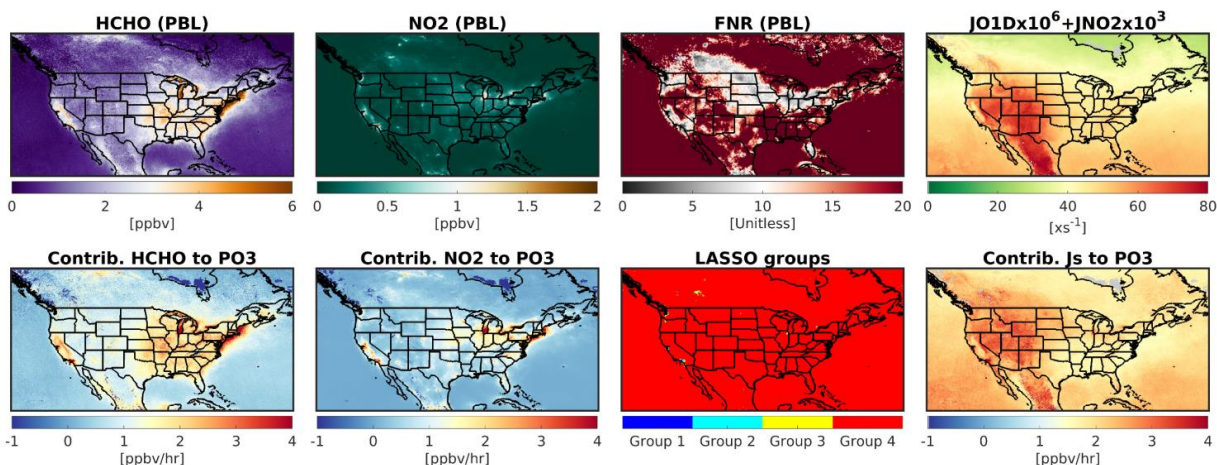 HCHO (PBL) NO2 (PBL) FNR (PBL) JO1Dx10⁶+JNO2x10³
0 2 4 6 0 0.5 1 1.5 2 0 5 10 15 20 0 20 40 60 80
[ppbv] [ppbv] [Unitless] [xs⁻¹]
Contrib. HCHO to PO3 Contrib. NO2 to PO3 LASSO groups Contrib. Js to PO3
-1 0 1 2 3 4 -1 0 1 2 3 4 Group 1 Group 2 Group 3 Group 4 -1 0 1 2 3 4
[ppbv/hr] [ppbv/hr] [ppbv/hr]